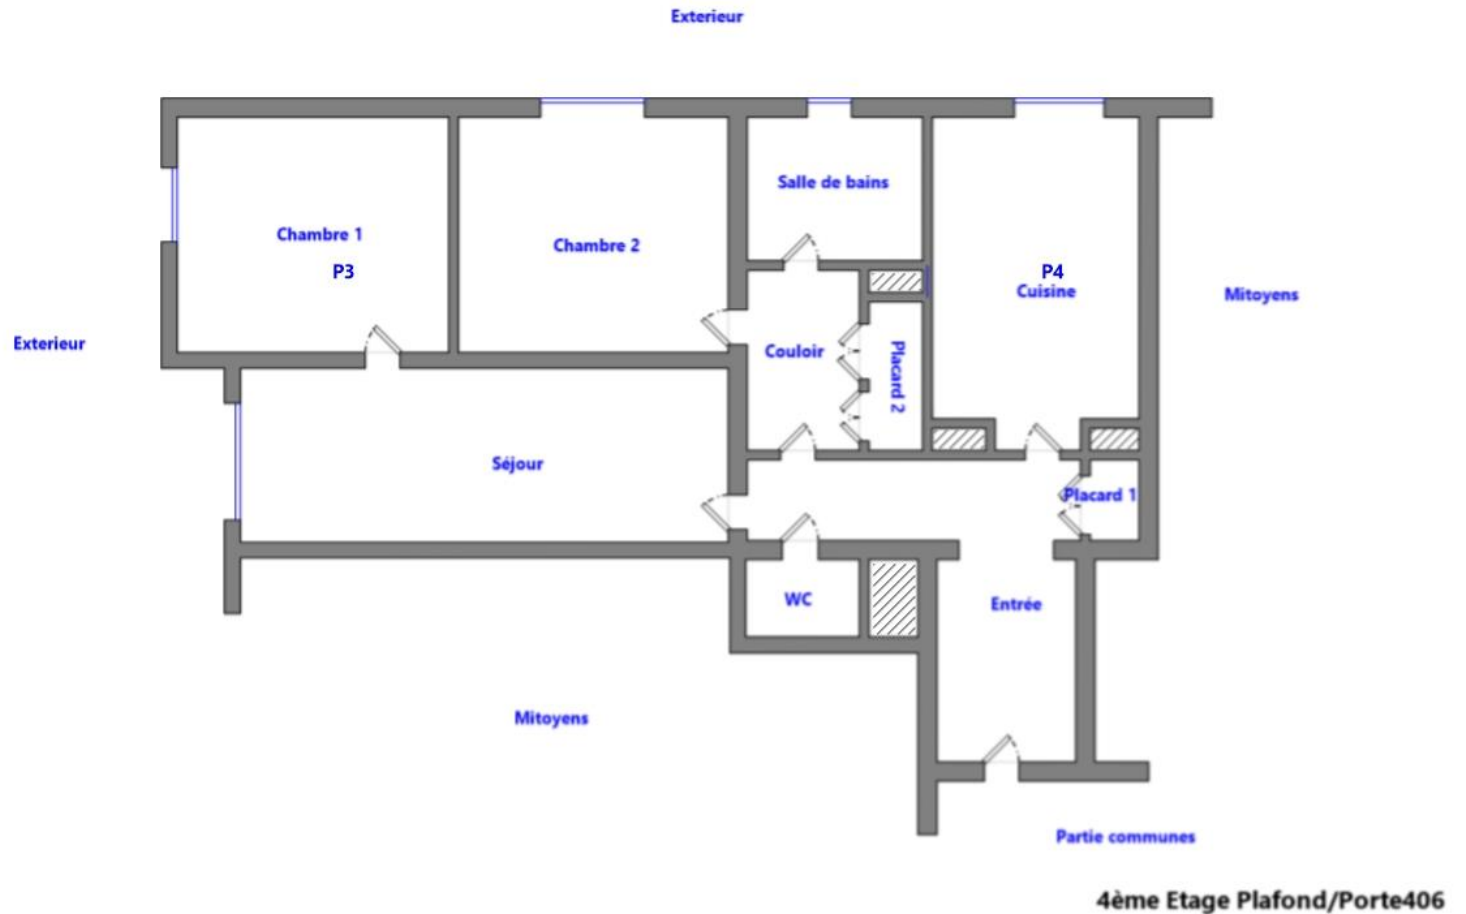 Exterieur
Salle de bains
Chambre 1
Chambre 2
P3
P4
Cuisine
Mitoyens
Exterieur
Couloir
Placard 2
Séjour
Placard 1
WC
Entrée
Mitoyens
Partie communes
4ème Etage Plafond/Porte406